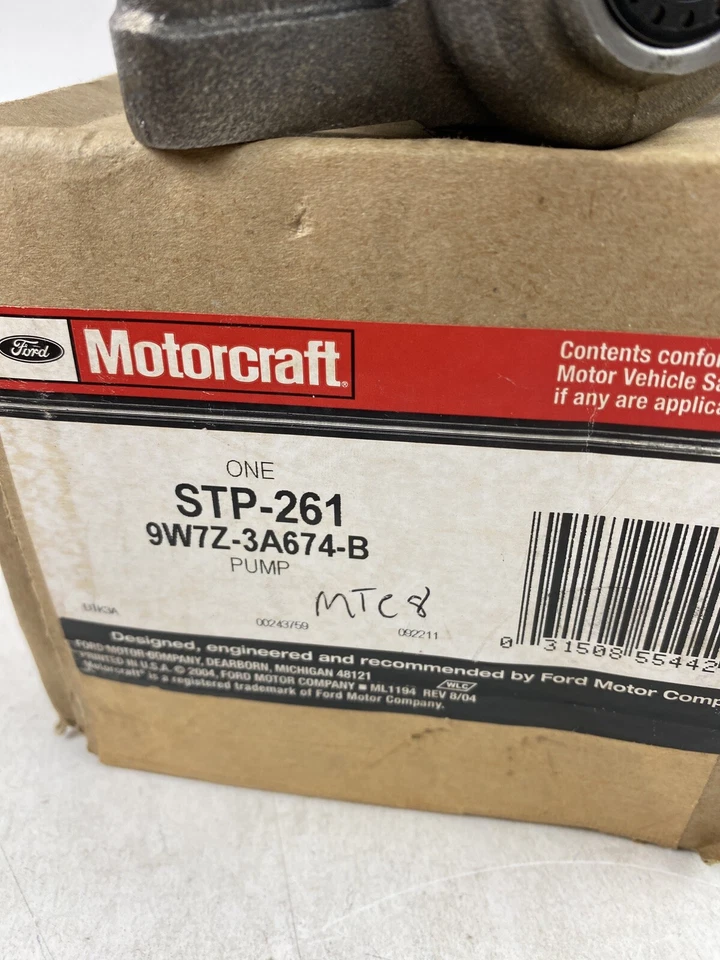 Ford
Motorcraft®
Contents confor
Motor Vehicle Sa
if any are applica
ONE
STP-261
9W7Z-3A674-B
PUMP
MTC8
00243759
092211
0 31508 55442
Designed, engineered and recommended by Ford Motor Comp
FORD MOTOR COMPANY, DEARBORN, MICHIGAN 48121
PRINTED IN U.S.A. © 2004, FORD MOTOR COMPANY ■ ML1194 REV 8/04
Motorcraft® is a registered trademark of Ford Motor Company.
WLC